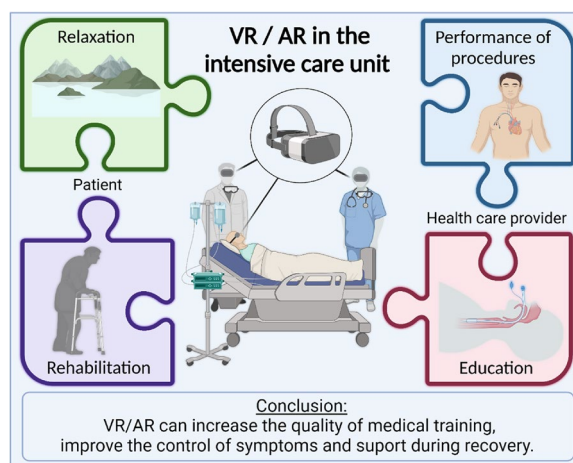 Relaxation
VR / AR in the
intensive care unit
Performance of
procedures
Patient
Health care provider
Rehabilitation
Education
Conclusion:
VR/AR can increase the quality of medical training,
improve the control of symptoms and suport during recovery.